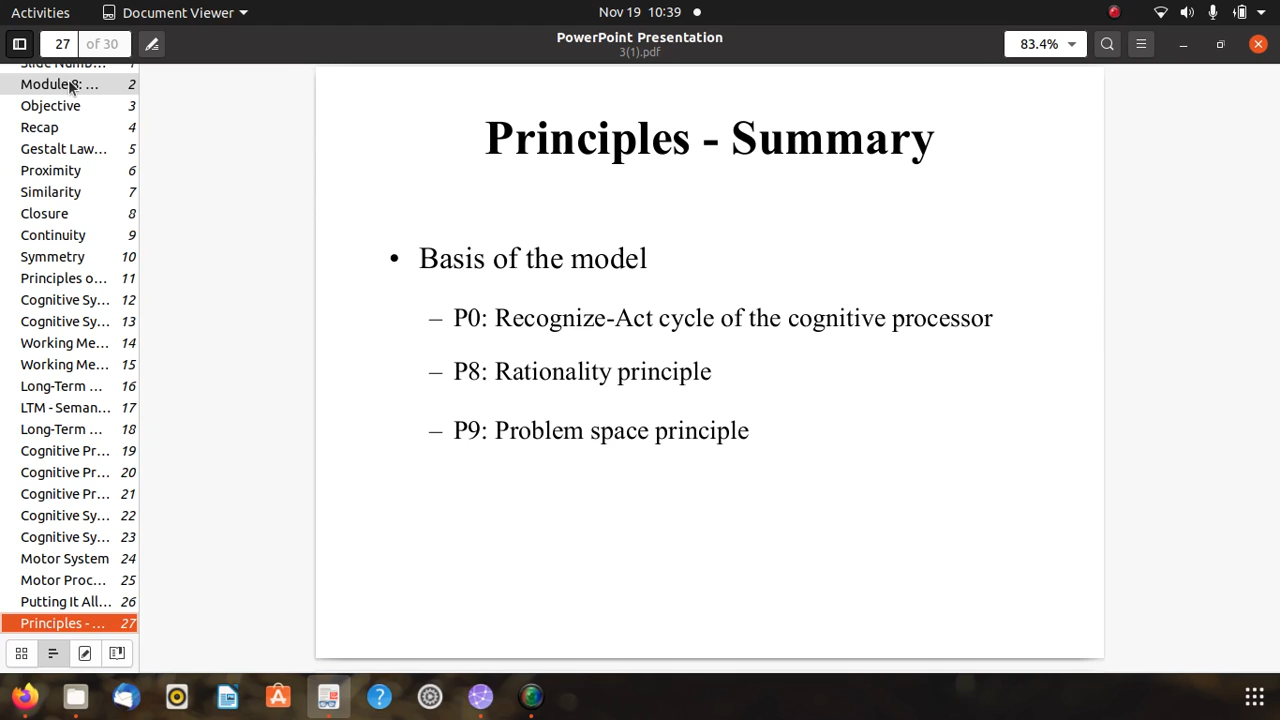 Activities
Document Viewer
Nov 19 10:39
27 of 30
PowerPoint Presentation
3(1).pdf
83.4%
Slide Numb... 1
Module 8: ... 2
Objective 3
Recap 4
Gestalt Law... 5
Proximity 6
Similarity 7
Closure 8
Continuity 9
Symmetry 10
Principles o... 11
Cognitive Sy... 12
Cognitive Sy... 13
Working Me... 14
Working Me... 15
Long-Term ... 16
LTM - Seman... 17
Long-Term ... 18
Cognitive Pr... 19
Cognitive Pr... 20
Cognitive Pr... 21
Cognitive Sy... 22
Cognitive Sy... 23
Motor System 24
Motor Proc... 25
Putting It All... 26
Principles - ... 27
Principles - Summary
• Basis of the model
– P0: Recognize-Act cycle of the cognitive processor
– P8: Rationality principle
– P9: Problem space principle